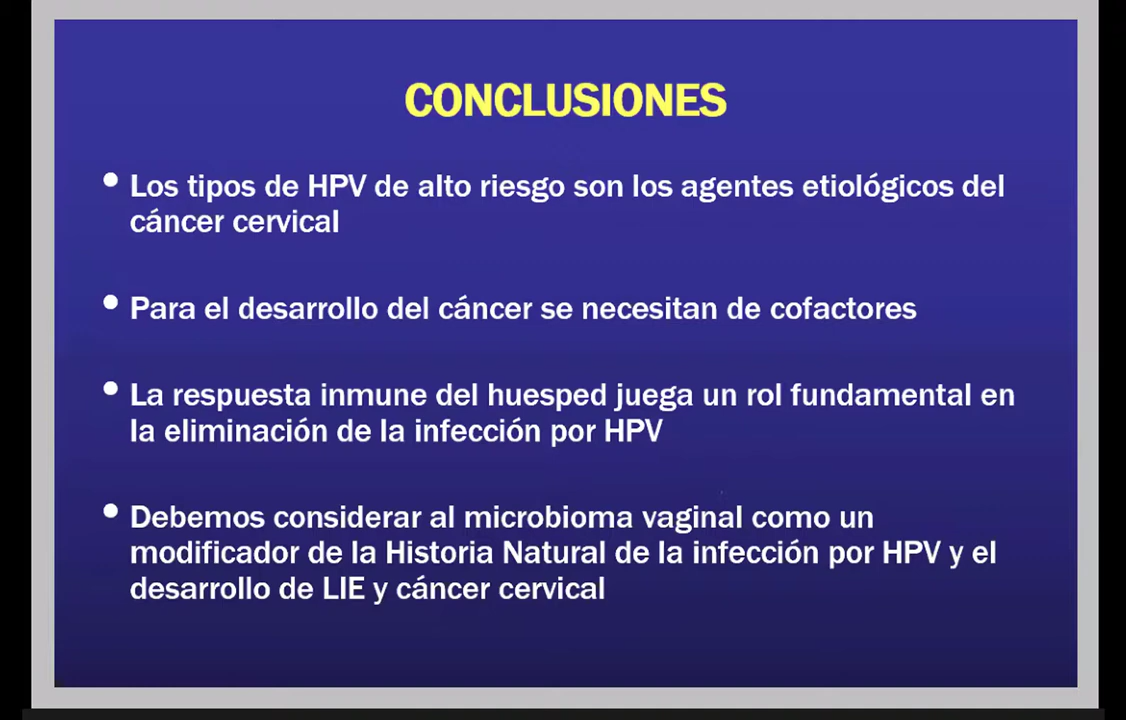 CONCLUSIONES
• Los tipos de HPV de alto riesgo son los agentes etiológicos del
cáncer cervical
• Para el desarrollo del cáncer se necesitan de cofactores
• La respuesta inmune del huesped juega un rol fundamental en
la eliminación de la infección por HPV
• Debemos considerar al microbioma vaginal como un
modificador de la Historia Natural de la infección por HPV y el
desarrollo de LIE y cáncer cervical